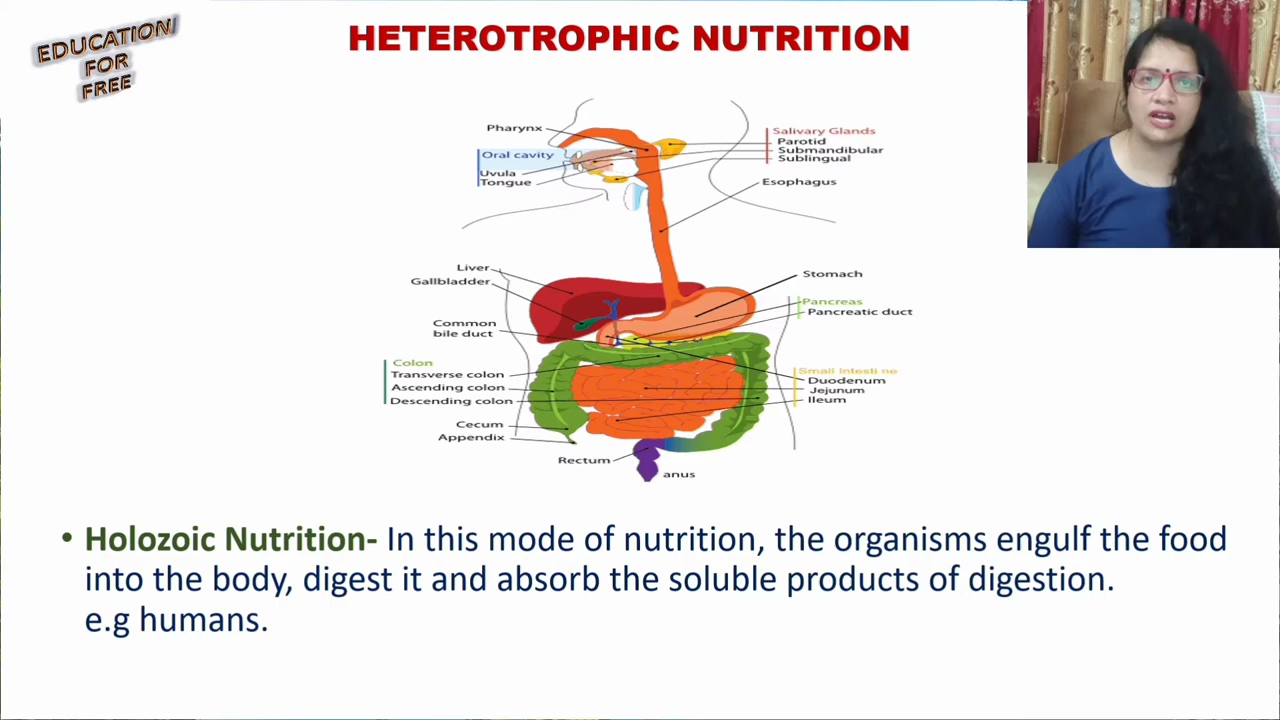 EDUCATION
FOR
FREE
HETEROTROPHIC NUTRITION
Pharynx
Oral cavity
Uvula
Tongue
Salivary Glands
Parotid
Submandibular
Sublingual
Esophagus
Liver
Gallbladder
Common
bile duct
Stomach
Pancreas
Pancreatic duct
Colon
Transverse colon
Ascending colon
Descending colon
Small Intesti ne
Duodenum
Jejunum
Ileum
Cecum
Appendix
Rectum
anus
• Holozoic Nutrition- In this mode of nutrition, the organisms engulf the food
into the body, digest it and absorb the soluble products of digestion.
e.g humans.